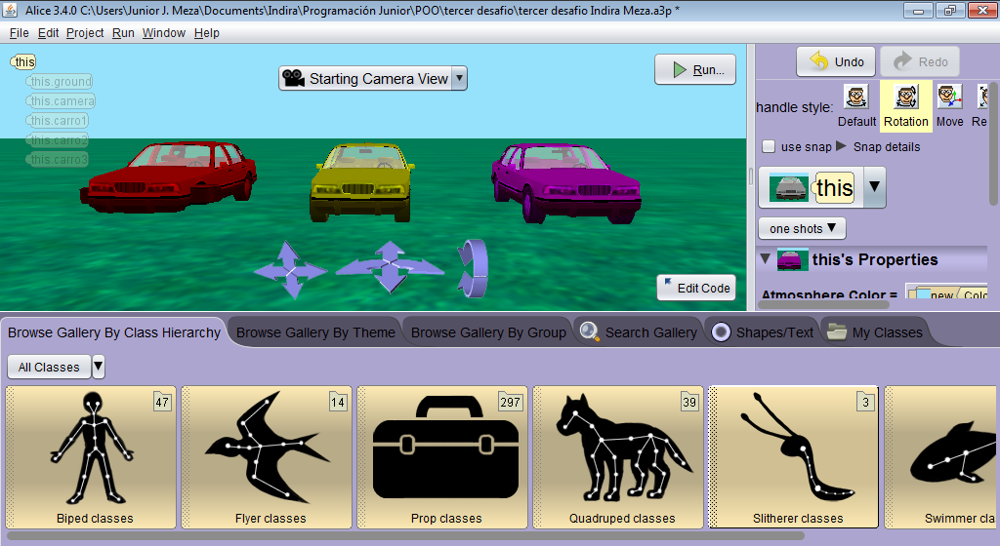 Alice 3.4.0 C:\Users\Junior J. Meza\Documents\Indira\Programación Junior\POO\tercer desafio\tercer desafio Indira Meza.a3p *
File Edit Project Run Window Help
this
this.ground
this.camera
this.carro1
this.carro2
this.carro3
Starting Camera View
Run...
Edit Code
Undo
Redo
handle style:
Default
Rotation
Move
Re
use snap
Snap details
this
one shots
this's Properties
Atmosphere Color =
new
Colo
Browse Gallery By Class Hierarchy
Browse Gallery By Theme
Browse Gallery By Group
Search Gallery
Shapes/Text
My Classes
All Classes
47
Biped classes
14
Flyer classes
297
Prop classes
39
Quadruped classes
3
Slitherer classes
Swimmer cla